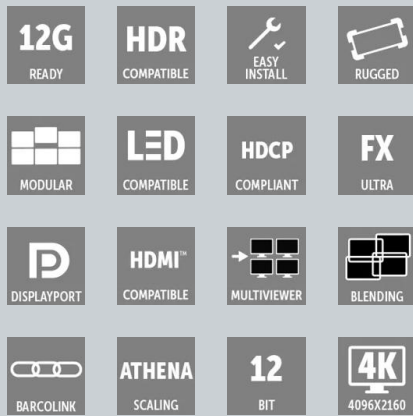 12G
READY
HDR
COMPATIBLE
EASY
INSTALL
RUGGED
MODULAR
LED
COMPATIBLE
HDCP
COMPLIANT
FX
ULTRA
D
DISPLAYPORT
HDMI™
COMPATIBLE
MULTIVIEWER
BLENDING
BARCOLINK
ATHENA
SCALING
12
BIT
4K
4096X2160